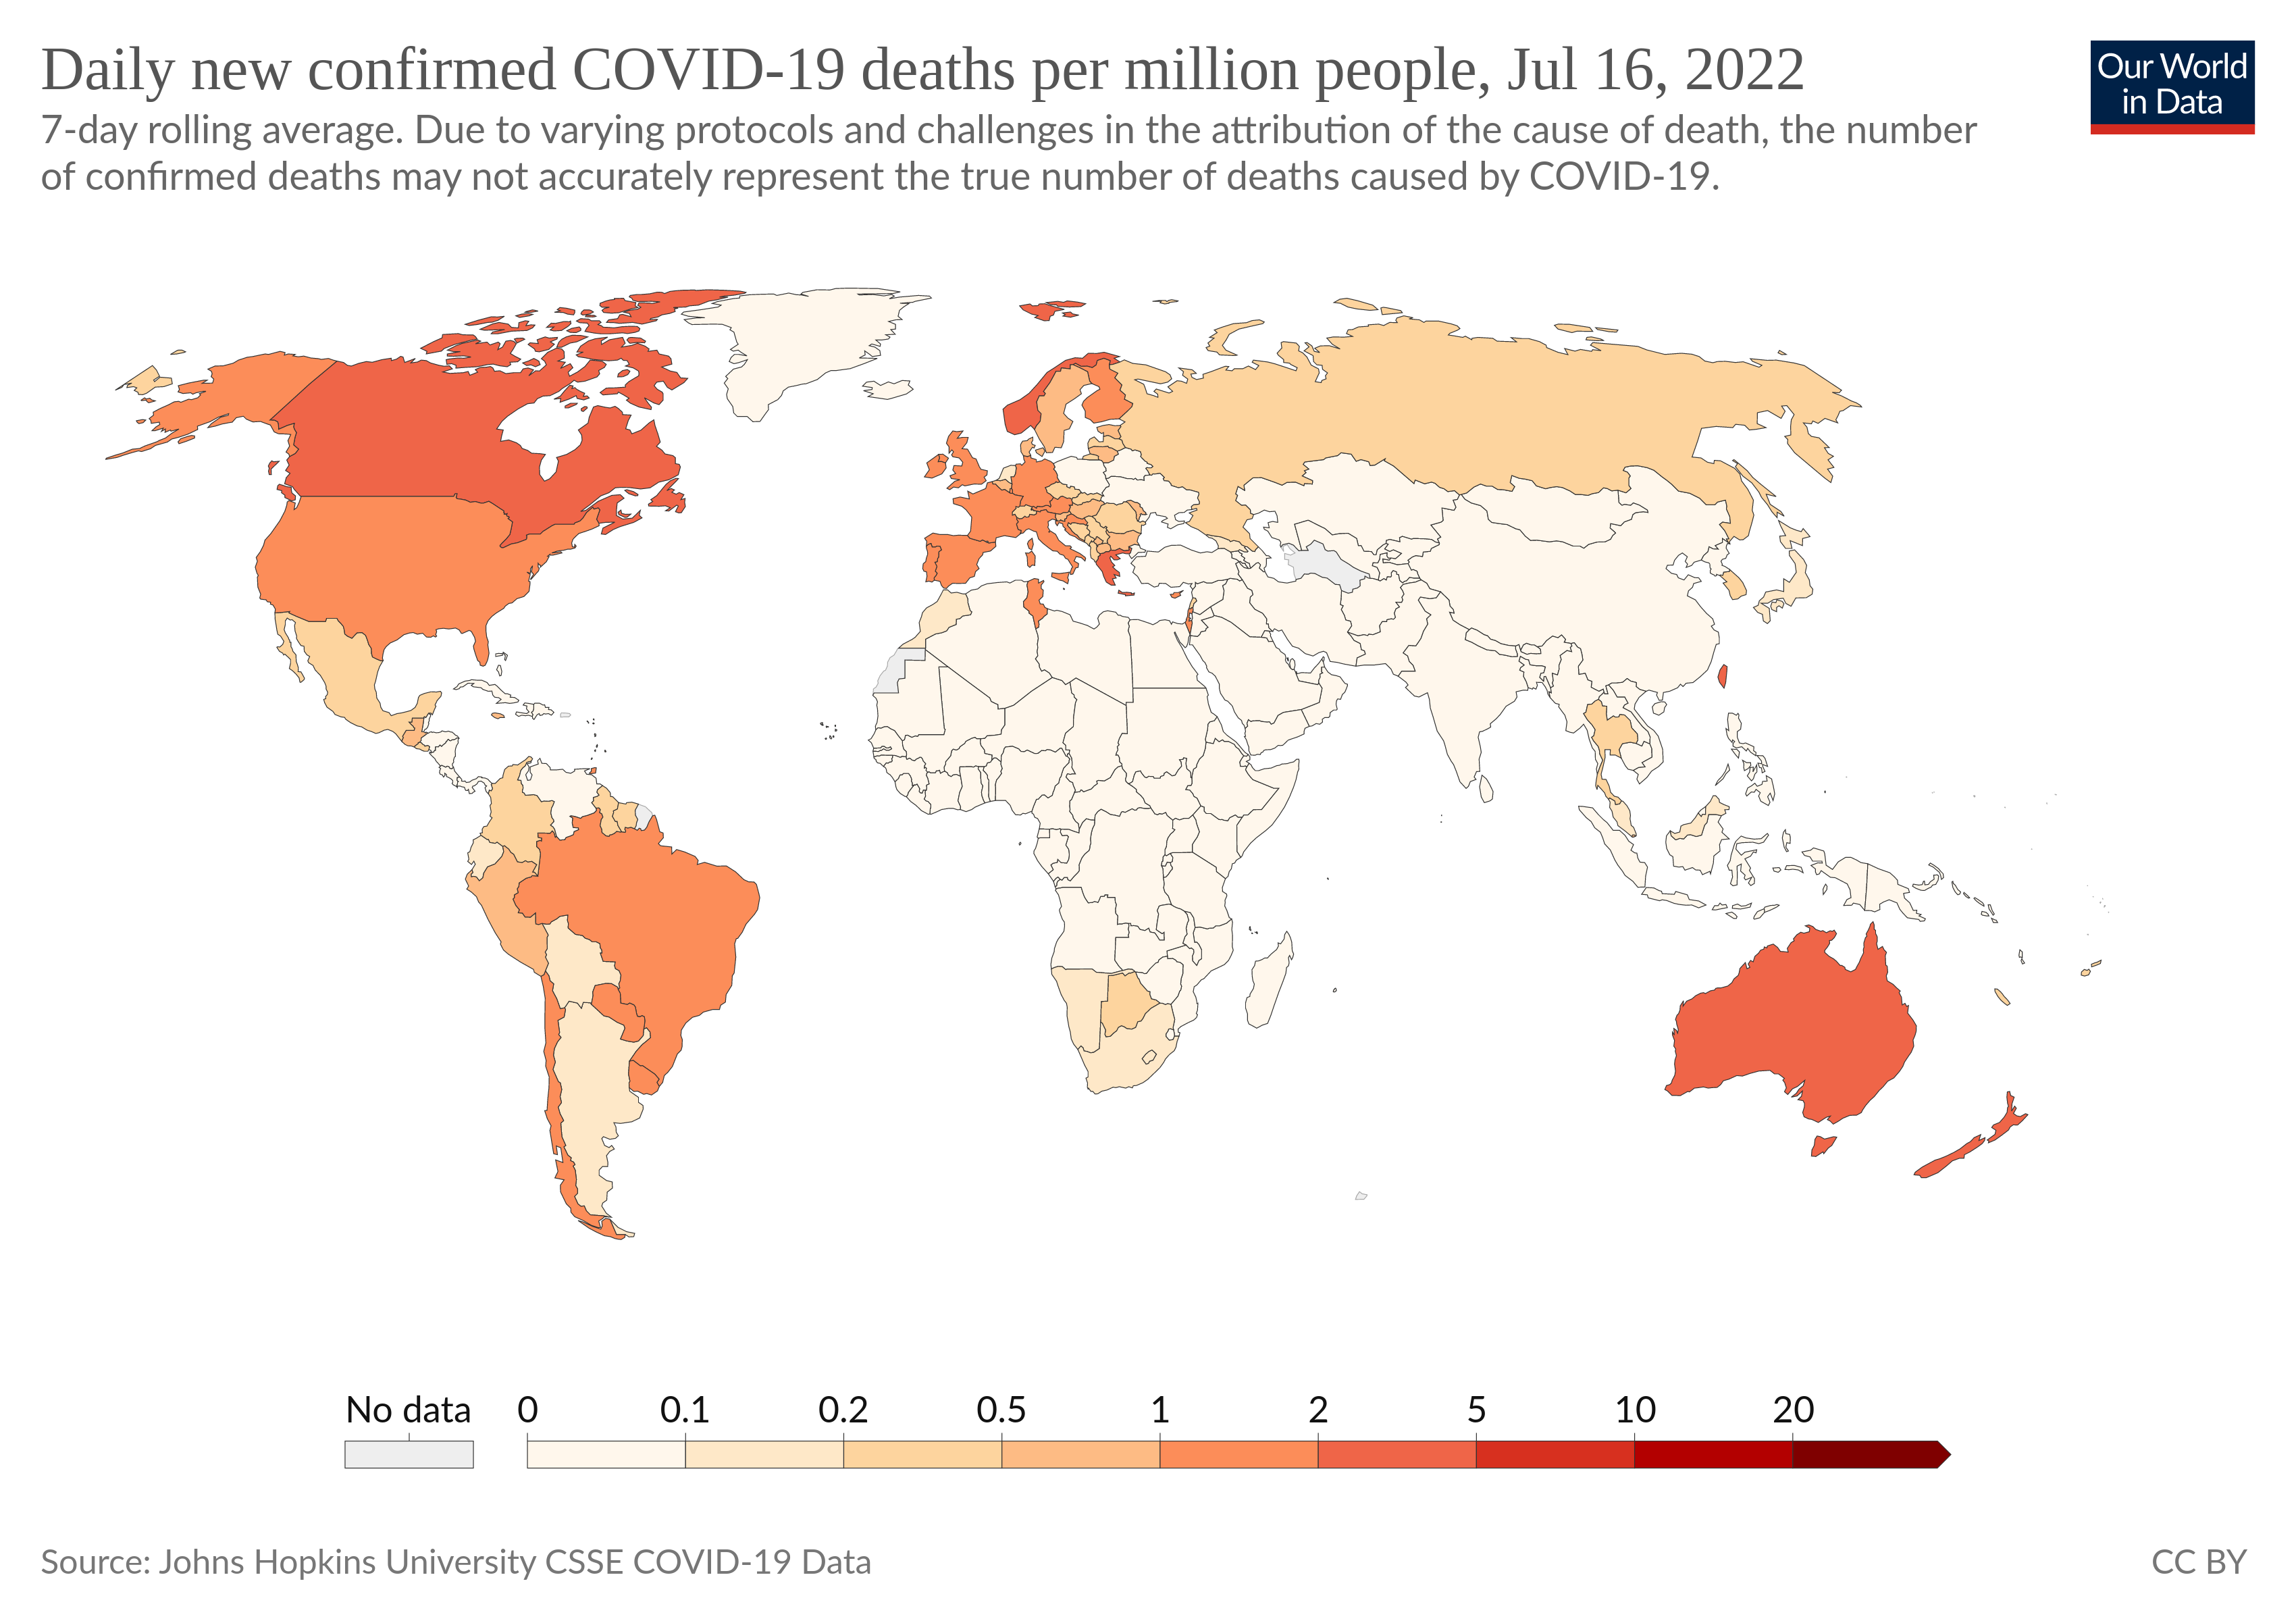 Daily new confirmed COVID-19 deaths per million people, Jul 16, 2022
Our World
in Data
7-day rolling average. Due to varying protocols and challenges in the attribution of the cause of death, the number
of confirmed deaths may not accurately represent the true number of deaths caused by COVID-19.
No data 0 0.1 0.2 0.5 1 2 5 10 20
Source: Johns Hopkins University CSSE COVID-19 Data
CC BY